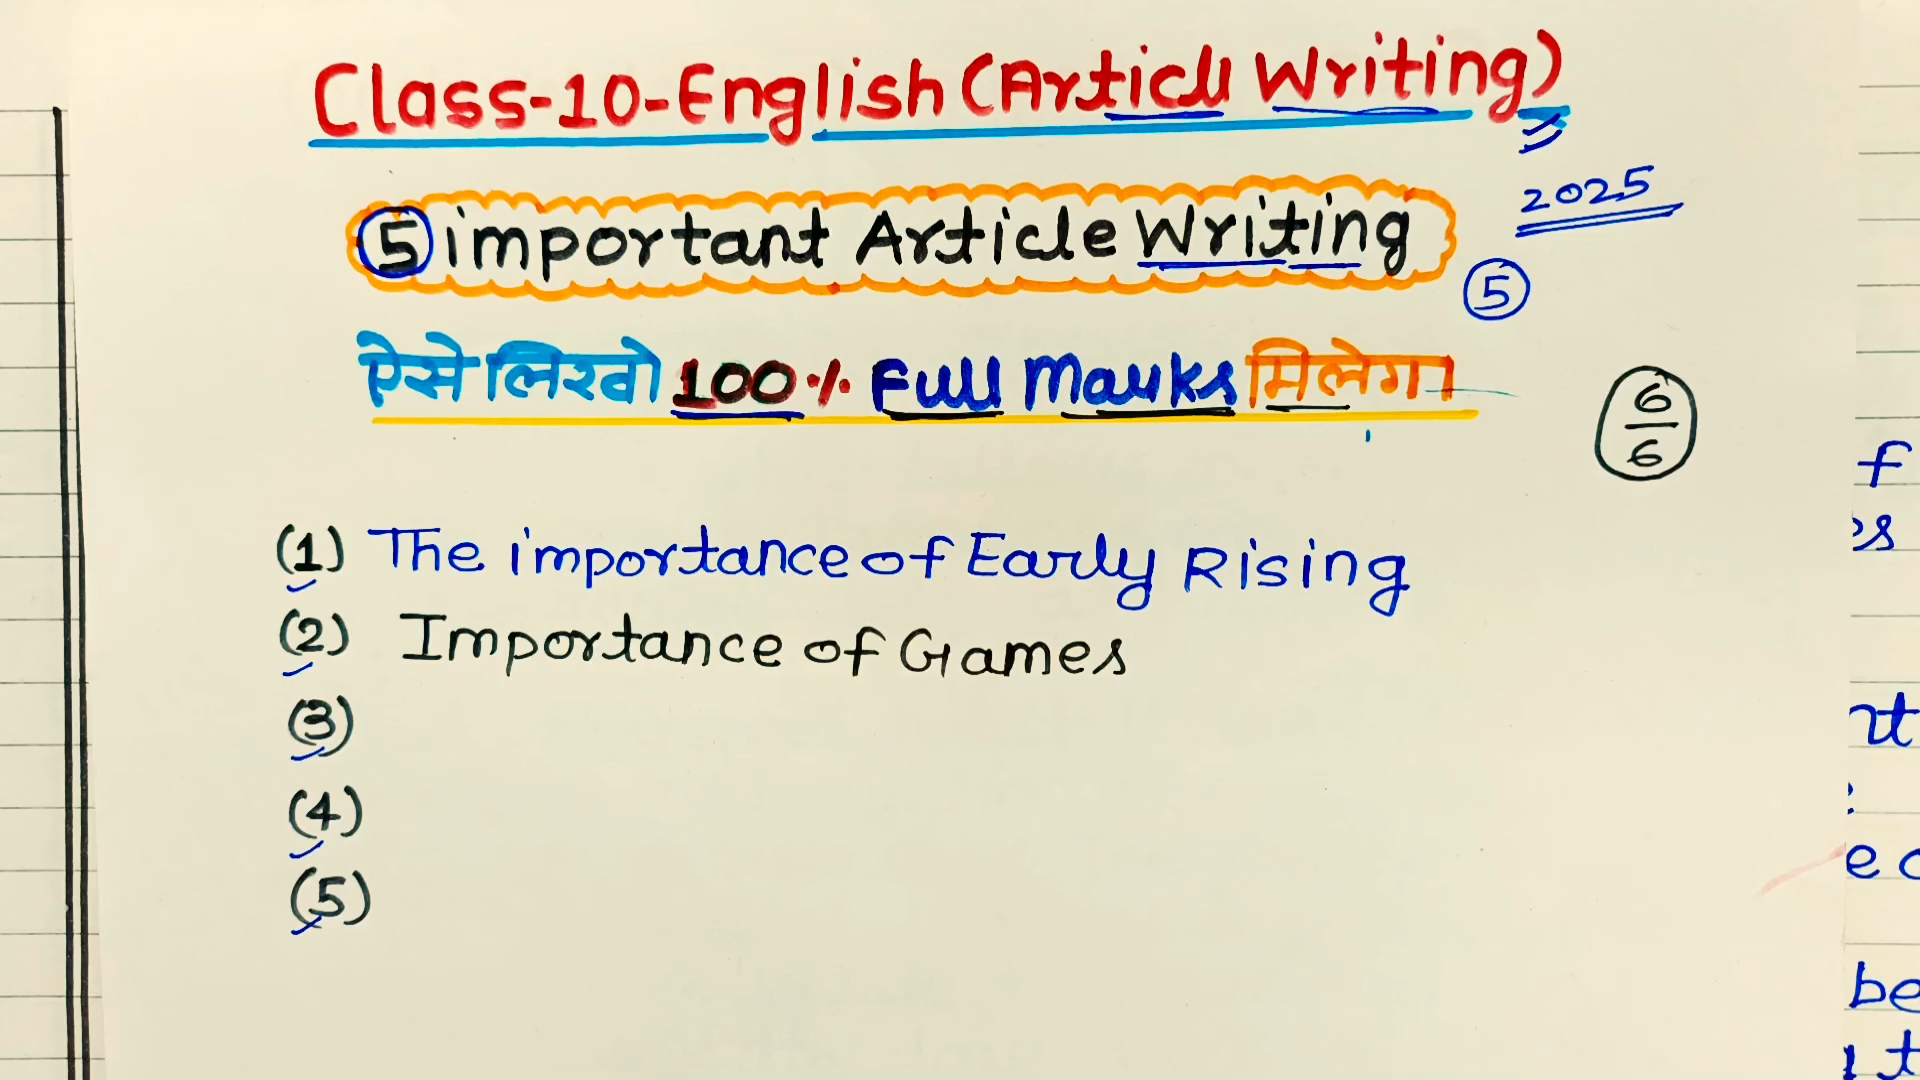 Class-10-English (Article Writing)
2025
5 important Article Writing
5
ऐसे लिखो 100% Full Marks मिलेगा
6
6
(1) The importance of Early Rising
(2) Importance of Games
(3)
(4)
(5)